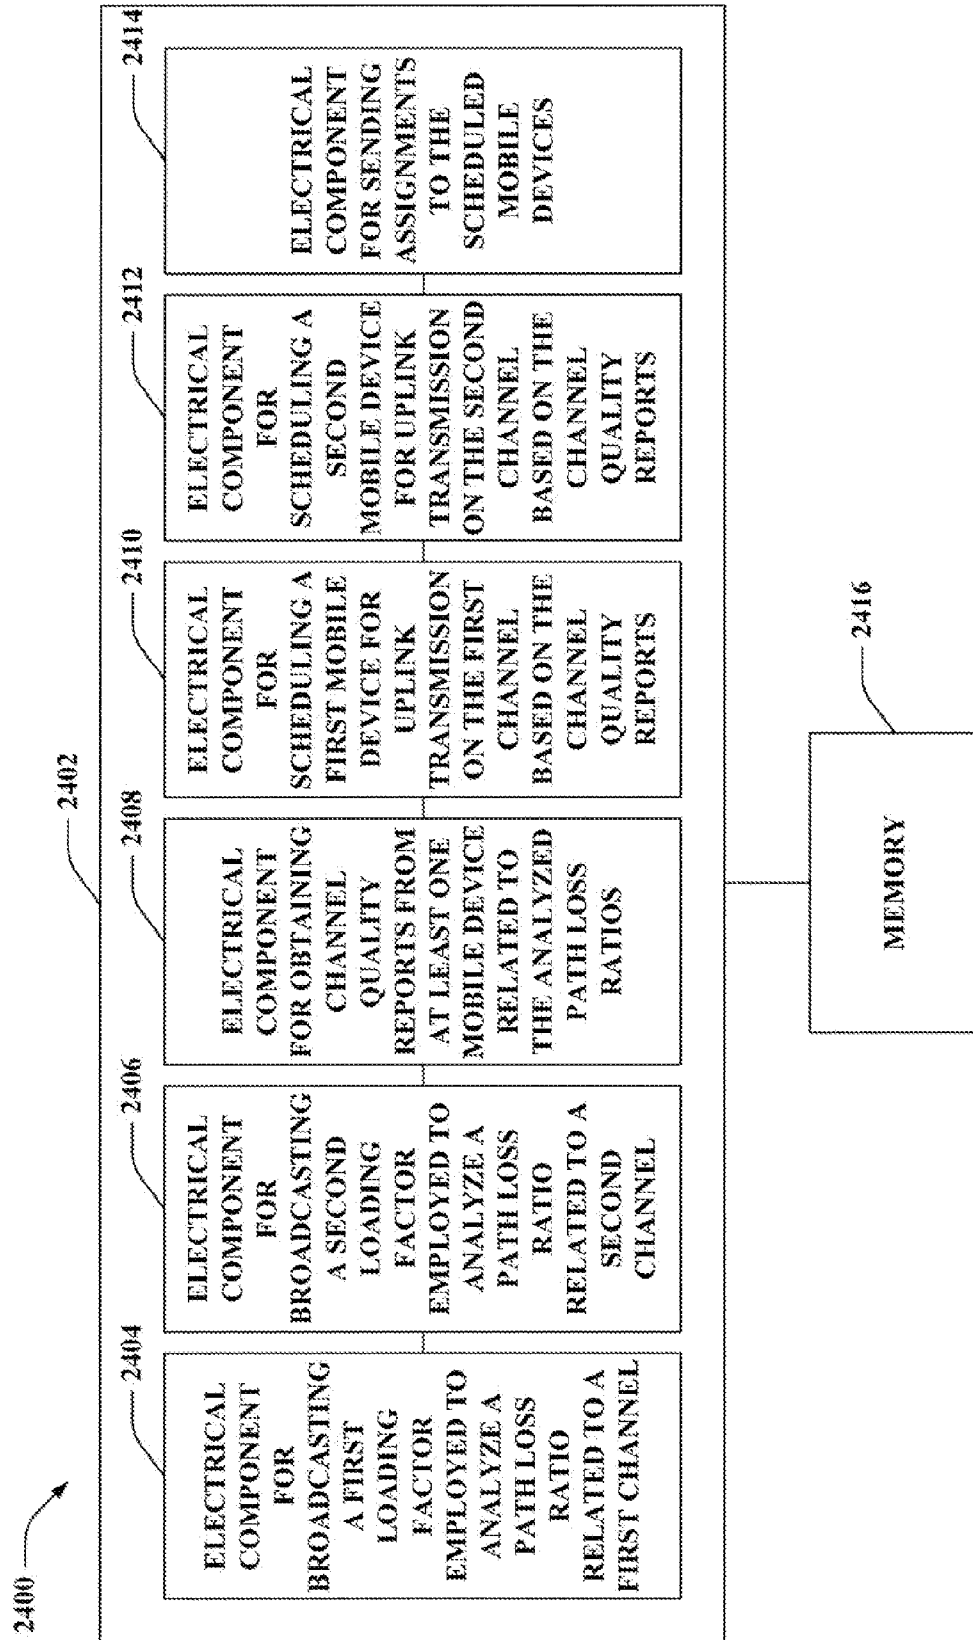 2400
2402
2404
ELECTRICAL
COMPONENT
FOR
BROADCASTING
A FIRST
LOADING
FACTOR
EMPLOYED TO
ANALYZE A
PATH LOSS
RATIO
RELATED TO A
FIRST CHANNEL
2406
ELECTRICAL
COMPONENT
FOR
BROADCASTING
A SECOND
LOADING
FACTOR
EMPLOYED TO
ANALYZE A
PATH LOSS
RATIO
RELATED TO A
SECOND
CHANNEL
2408
ELECTRICAL
COMPONENT
FOR OBTAINING
CHANNEL
QUALITY
REPORTS FROM
AT LEAST ONE
MOBILE DEVICE
RELATED TO
THE ANALYZED
PATH LOSS
RATIOS
2410
ELECTRICAL
COMPONENT
FOR
SCHEDULING A
FIRST MOBILE
DEVICE FOR
UPLINK
TRANSMISSION
ON THE FIRST
CHANNEL
BASED ON THE
CHANNEL
QUALITY
REPORTS
2412
ELECTRICAL
COMPONENT
FOR
SCHEDULING A
SECOND
MOBILE DEVICE
FOR UPLINK
TRANSMISSION
ON THE SECOND
CHANNEL
BASED ON THE
CHANNEL
QUALITY
REPORTS
2414
ELECTRICAL
COMPONENT
FOR SENDING
ASSIGNMENTS
TO THE
SCHEDULED
MOBILE
DEVICES
2416
MEMORY